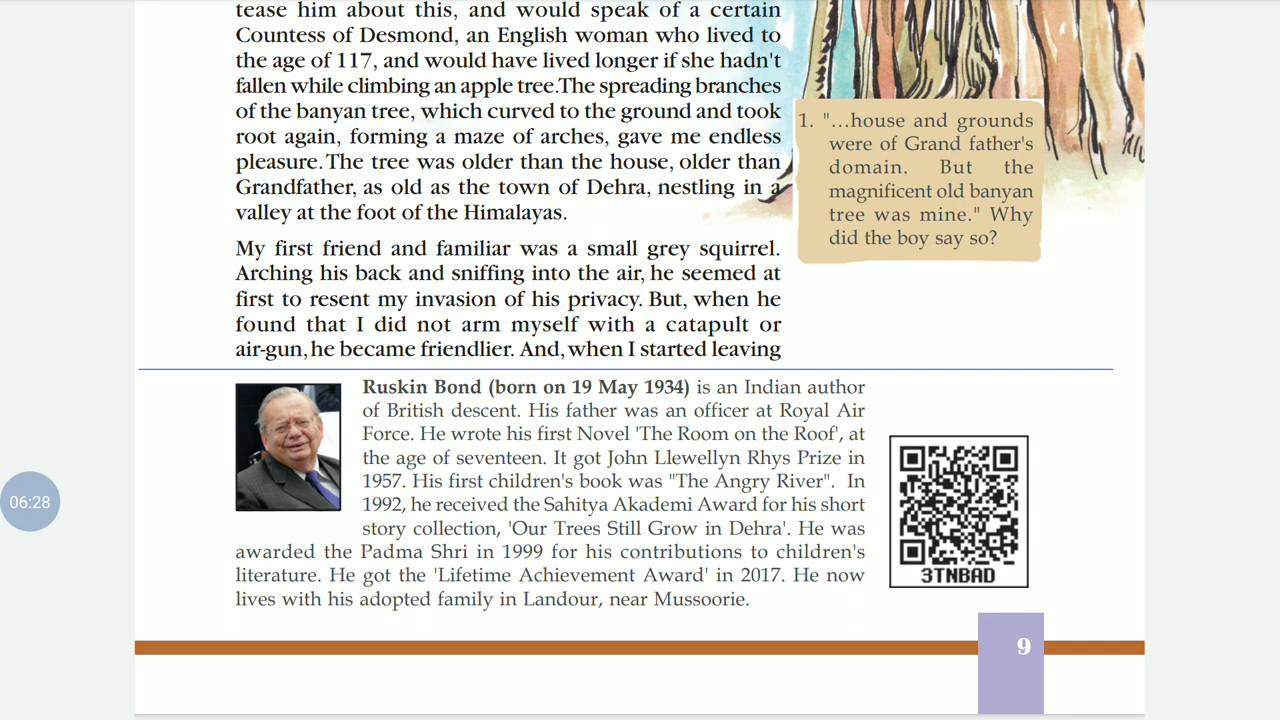 tease him about this, and would speak of a certain
Countess of Desmond, an English woman who lived to
the age of 117, and would have lived longer if she hadn't
fallen while climbing an apple tree.The spreading branches
of the banyan tree, which curved to the ground and took
root again, forming a maze of arches, gave me endless
pleasure. The tree was older than the house, older than
Grandfather, as old as the town of Dehra, nestling in a
valley at the foot of the Himalayas.
My first friend and familiar was a small grey squirrel.
Arching his back and sniffing into the air, he seemed at
first to resent my invasion of his privacy. But, when he
found that I did not arm myself with a catapult or
air-gun, he became friendlier. And, when I started leaving
1. "...house and grounds
were of Grand father's
domain. But the
magnificent old banyan
tree was mine." Why
did the boy say so?
Ruskin Bond (born on 19 May 1934) is an Indian author
of British descent. His father was an officer at Royal Air
Force. He wrote his first Novel 'The Room on the Roof', at
the age of seventeen. It got John Llewellyn Rhys Prize in
1957. His first children's book was "The Angry River". In
1992, he received the Sahitya Akademi Award for his short
story collection, 'Our Trees Still Grow in Dehra'. He was
awarded the Padma Shri in 1999 for his contributions to children's
literature. He got the 'Lifetime Achievement Award' in 2017. He now
lives with his adopted family in Landour, near Mussoorie.
3TNBAD
06:28
9